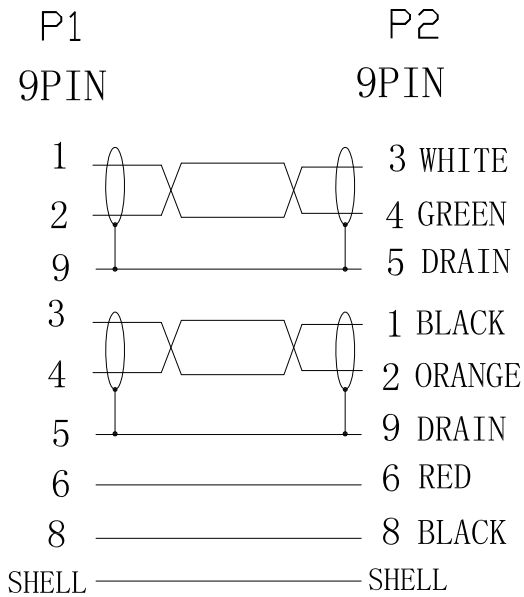 P1 P2
9PIN 9PIN
1 3 WHITE
2 4 GREEN
9 5 DRAIN
3 1 BLACK
4 2 ORANGE
5 9 DRAIN
6 6 RED
8 8 BLACK
SHELL SHELL